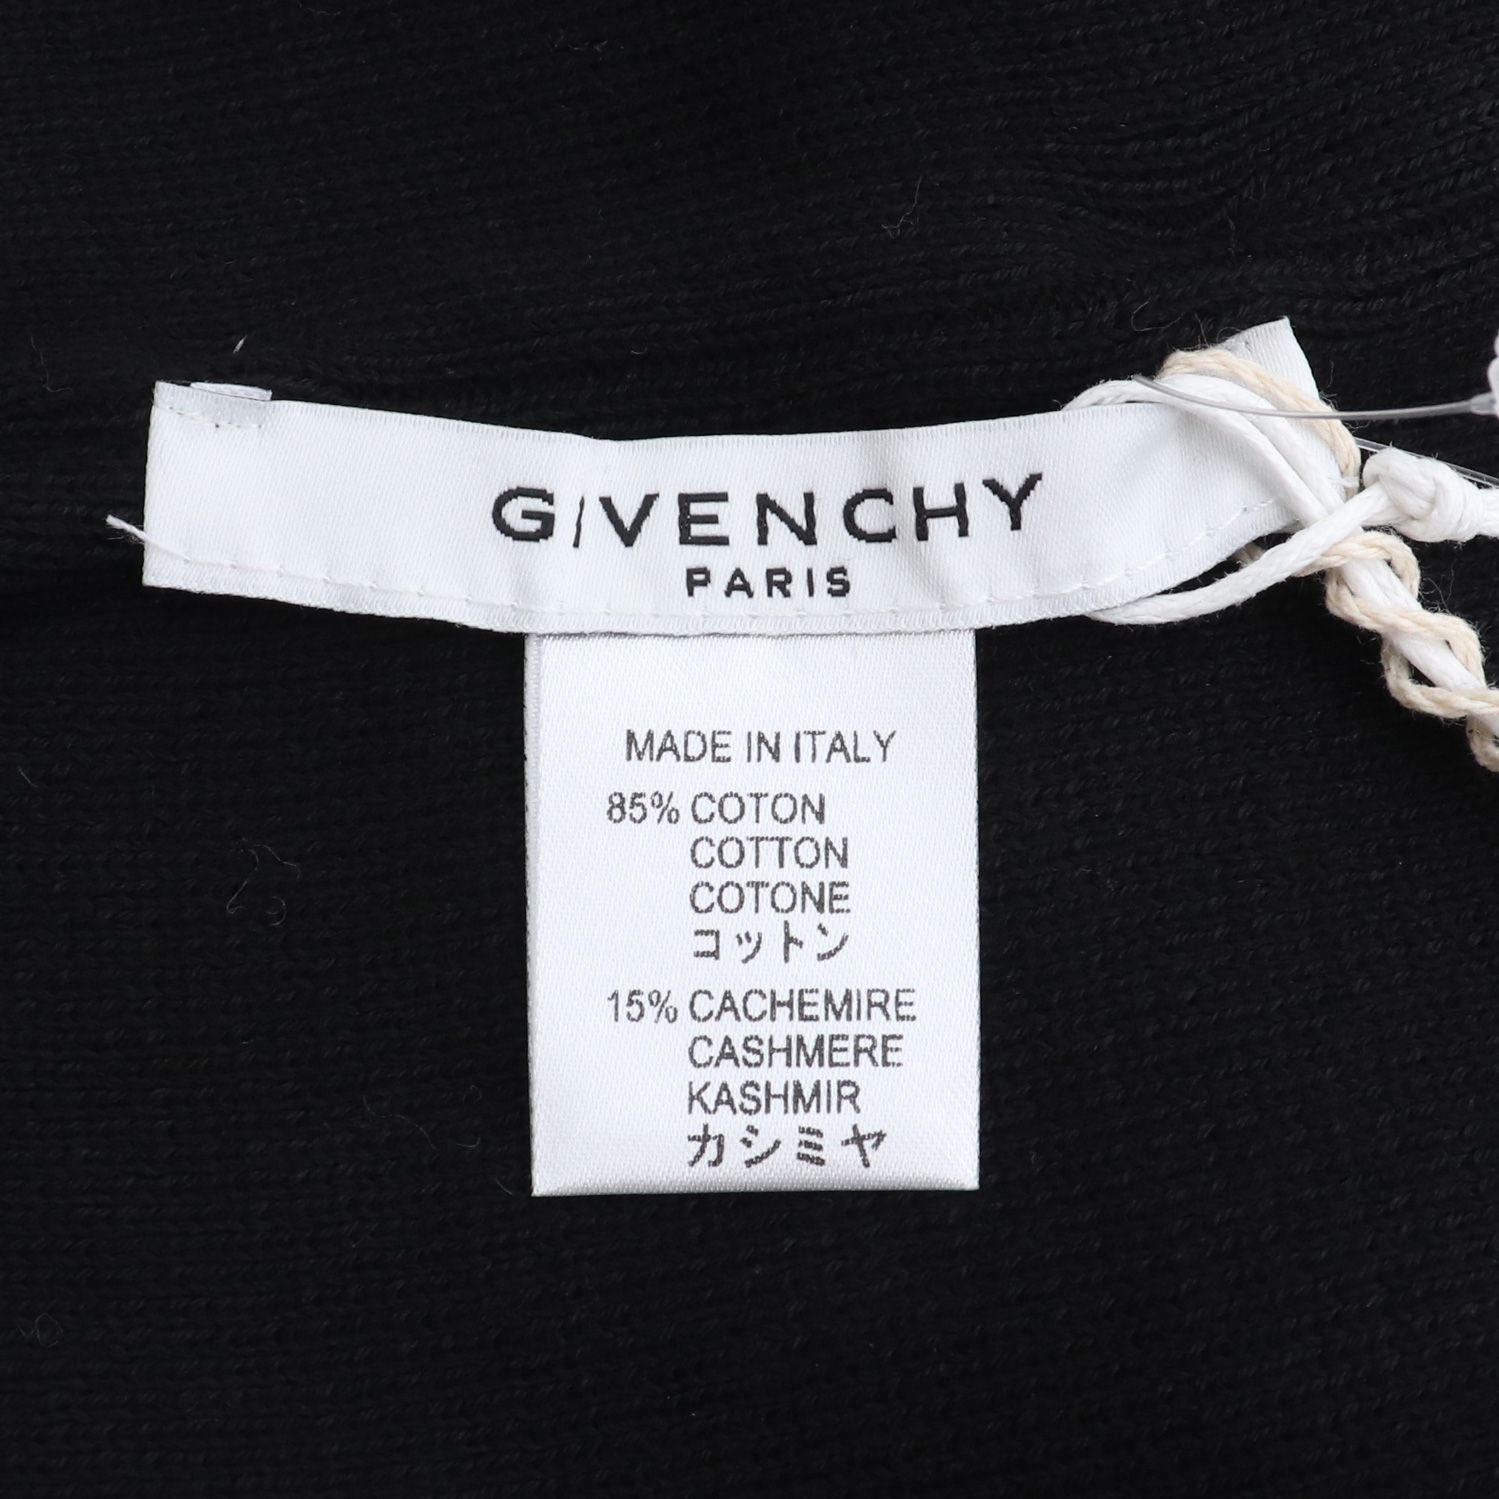 GIVENCHY
PARIS
MADE IN ITALY
85% COTON
COTTON
COTONE
コットン
15% CACHEMIRE
CASHMERE
KASHMIR
カシミヤ